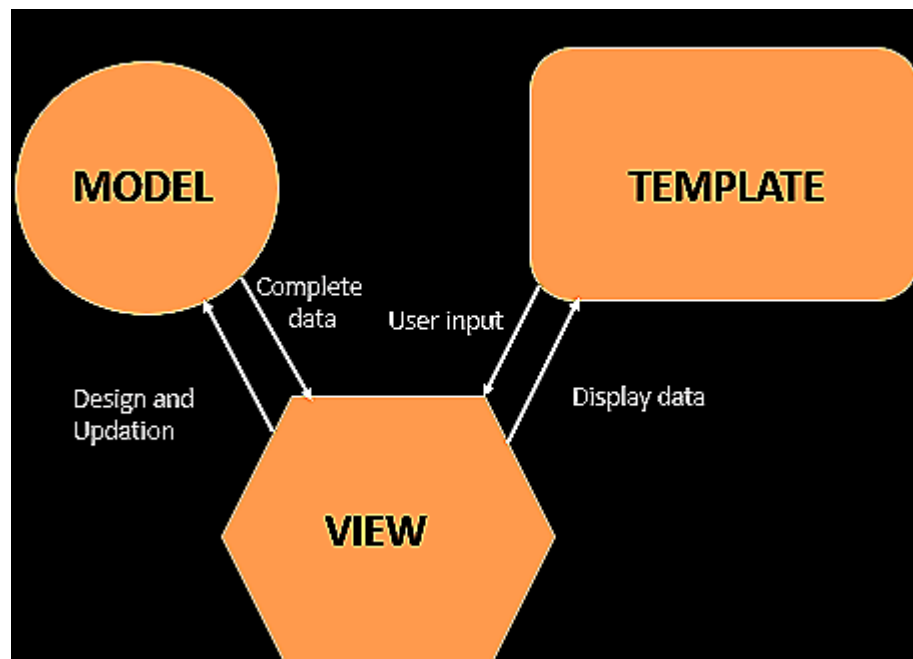 MODEL
TEMPLATE
Complete
data
User input
Design and
Updation
Display data
VIEW